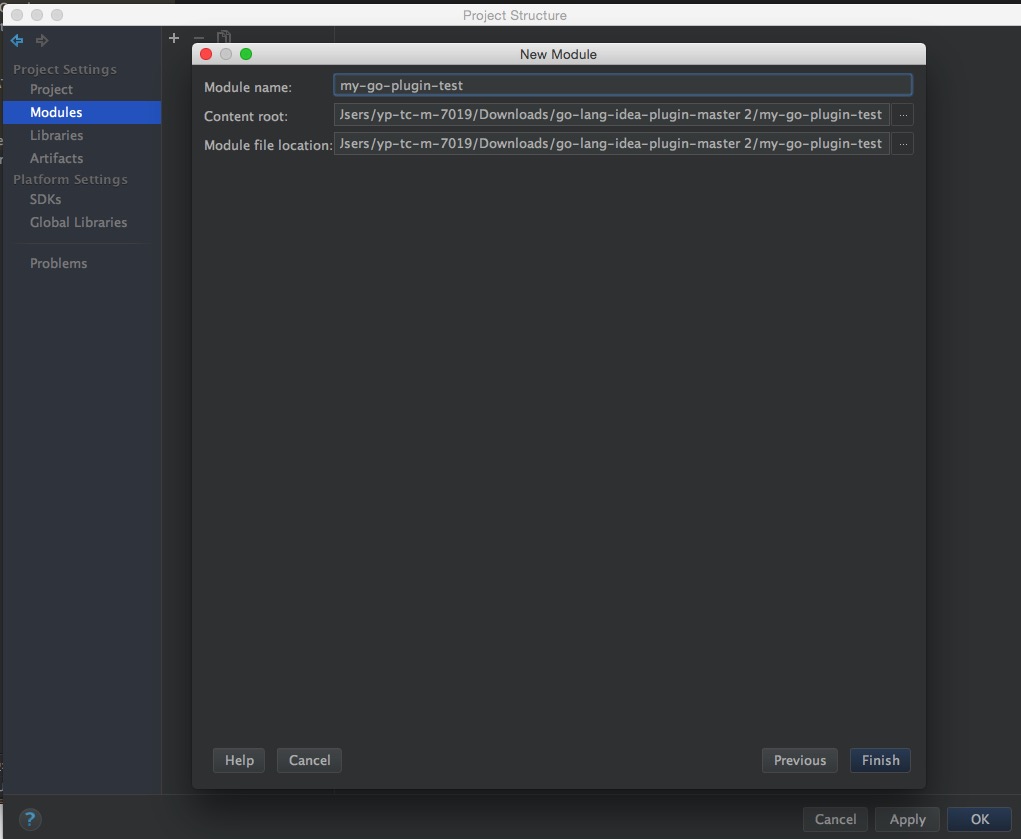 Project Structure
Project Settings
Project
Modules
Libraries
Artifacts
Platform Settings
SDKs
Global Libraries
Problems
New Module
Module name: my-go-plugin-test
Content root: Jsers/yp-tc-m-7019/Downloads/go-lang-idea-plugin-master 2/my-go-plugin-test ...
Module file location: Jsers/yp-tc-m-7019/Downloads/go-lang-idea-plugin-master 2/my-go-plugin-test ...
Help Cancel Previous Finish
? Cancel Apply OK